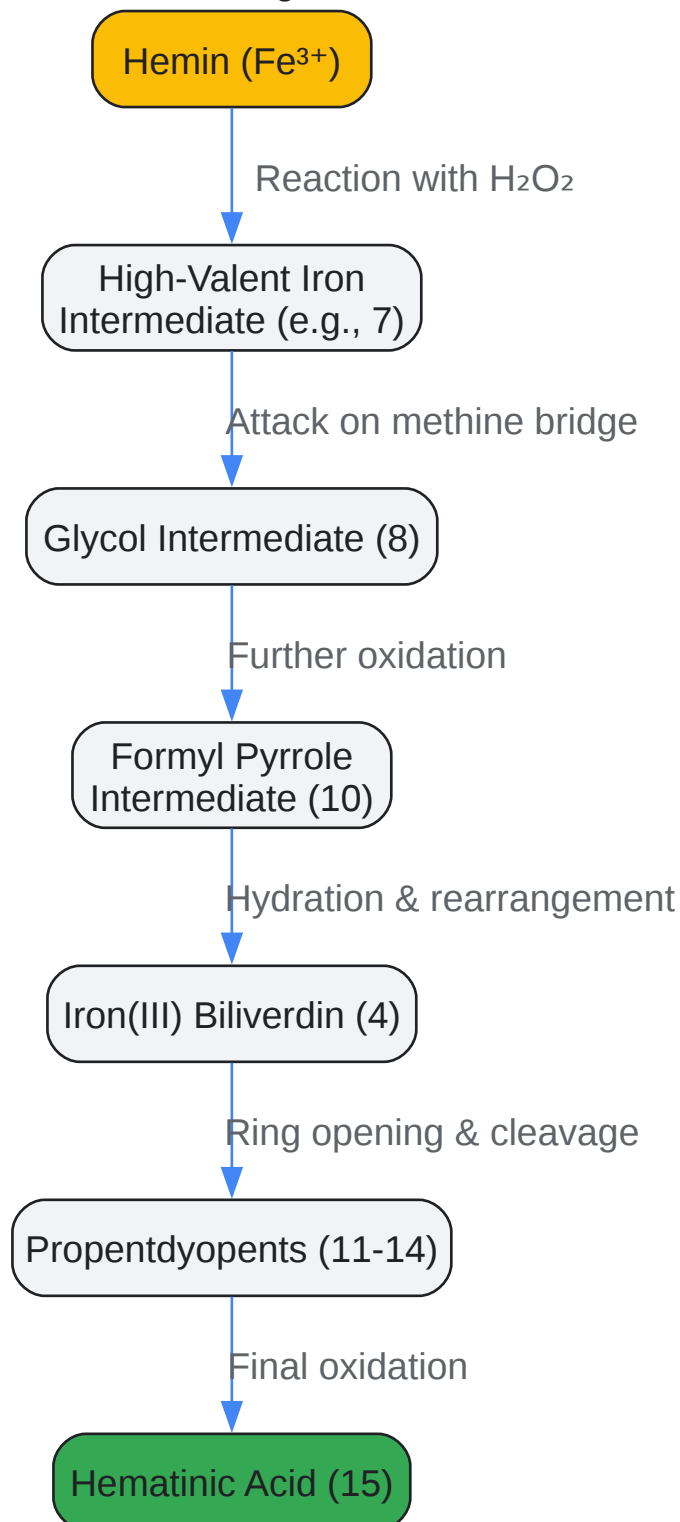 Hemin (Fe³⁺)
Reaction with H₂O₂
High-Valent Iron
Intermediate (e.g., 7)
Attack on methine bridge
Glycol Intermediate (8)
Further oxidation
Formyl Pyrrole
Intermediate (10)
Hydration & rearrangement
Iron(III) Biliverdin (4)
Ring opening & cleavage
Propentdyopents (11-14)
Final oxidation
Hematinic Acid (15)